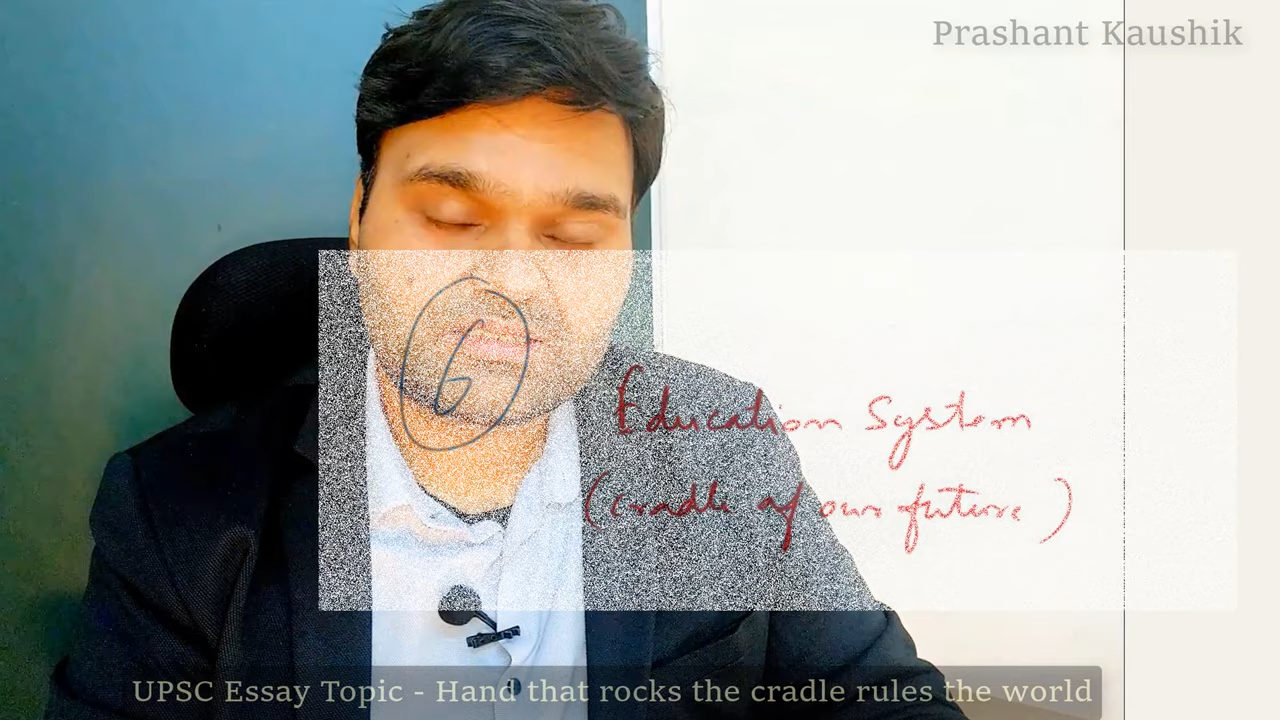 Prashant Kaushik
6
Education System
(cradle of our future)
UPSC Essay Topic - Hand that rocks the cradle rules the world